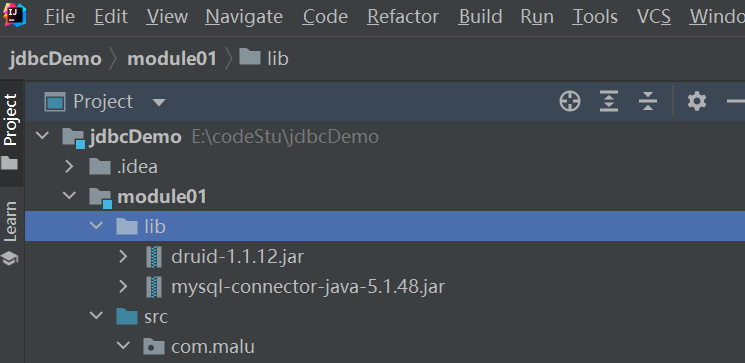 File Edit View Navigate Code Refactor Build Run Tools VCS Windo
jdbcDemo module01 lib
Project
Project
jdbcDemo E:\codeStu\jdbcDemo
.idea
module01
Learn
lib
druid-1.1.12.jar
mysql-connector-java-5.1.48.jar
src
com.malu